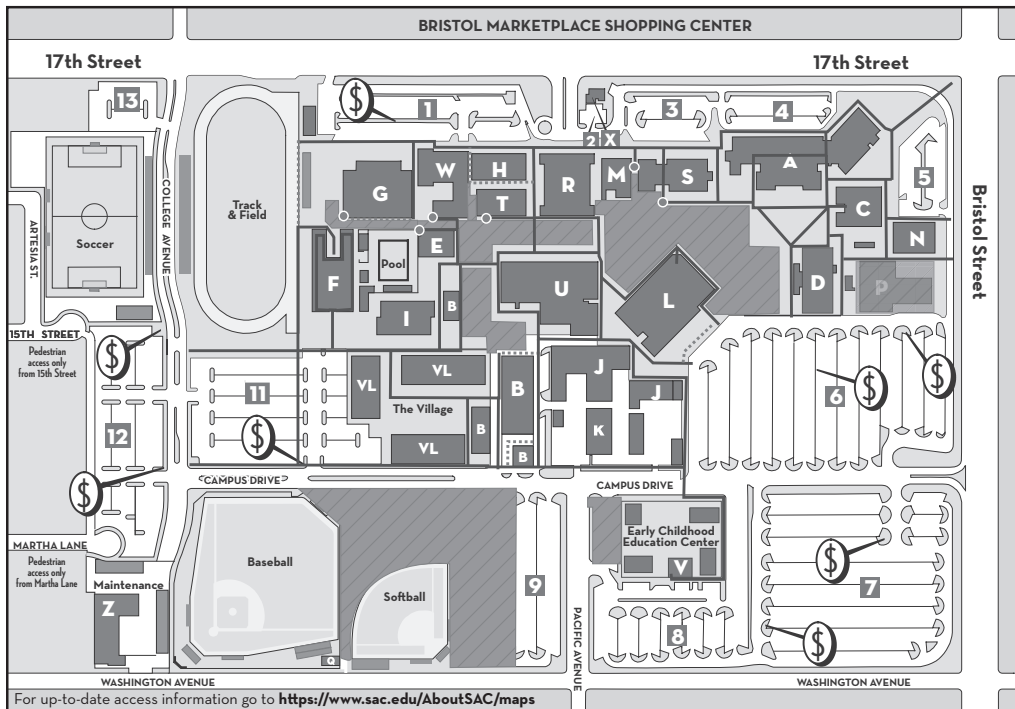 BRISTOL MARKETPLACE SHOPPING CENTER
17th Street
17th Street
13
$
1
2
X
3
4
5
COLLEGE AVENUE
ARTESIA ST.
Soccer
Track
& Field
G
W
H
T
R
M
S
A
C
N
P
D
E
F
Pool
I
B
U
L
Bristol Street
15TH STREET
Pedestrian
access only
from 15th Street
$
11
12
$
$
VL
VL
The Village
VL
B
B
B
J
J
K
6
$
$
CAMPUS DRIVE
CAMPUS DRIVE
MARTHA LANE
Pedestrian
access only
from Martha Lane
Maintenance
Z
Baseball
Softball
Q
9
PACIFIC AVENUE
Early Childhood
Education Center
V
8
$
7
$
WASHINGTON AVENUE
WASHINGTON AVENUE
For up-to-date access information go to https://www.sac.edu/AboutSAC/maps